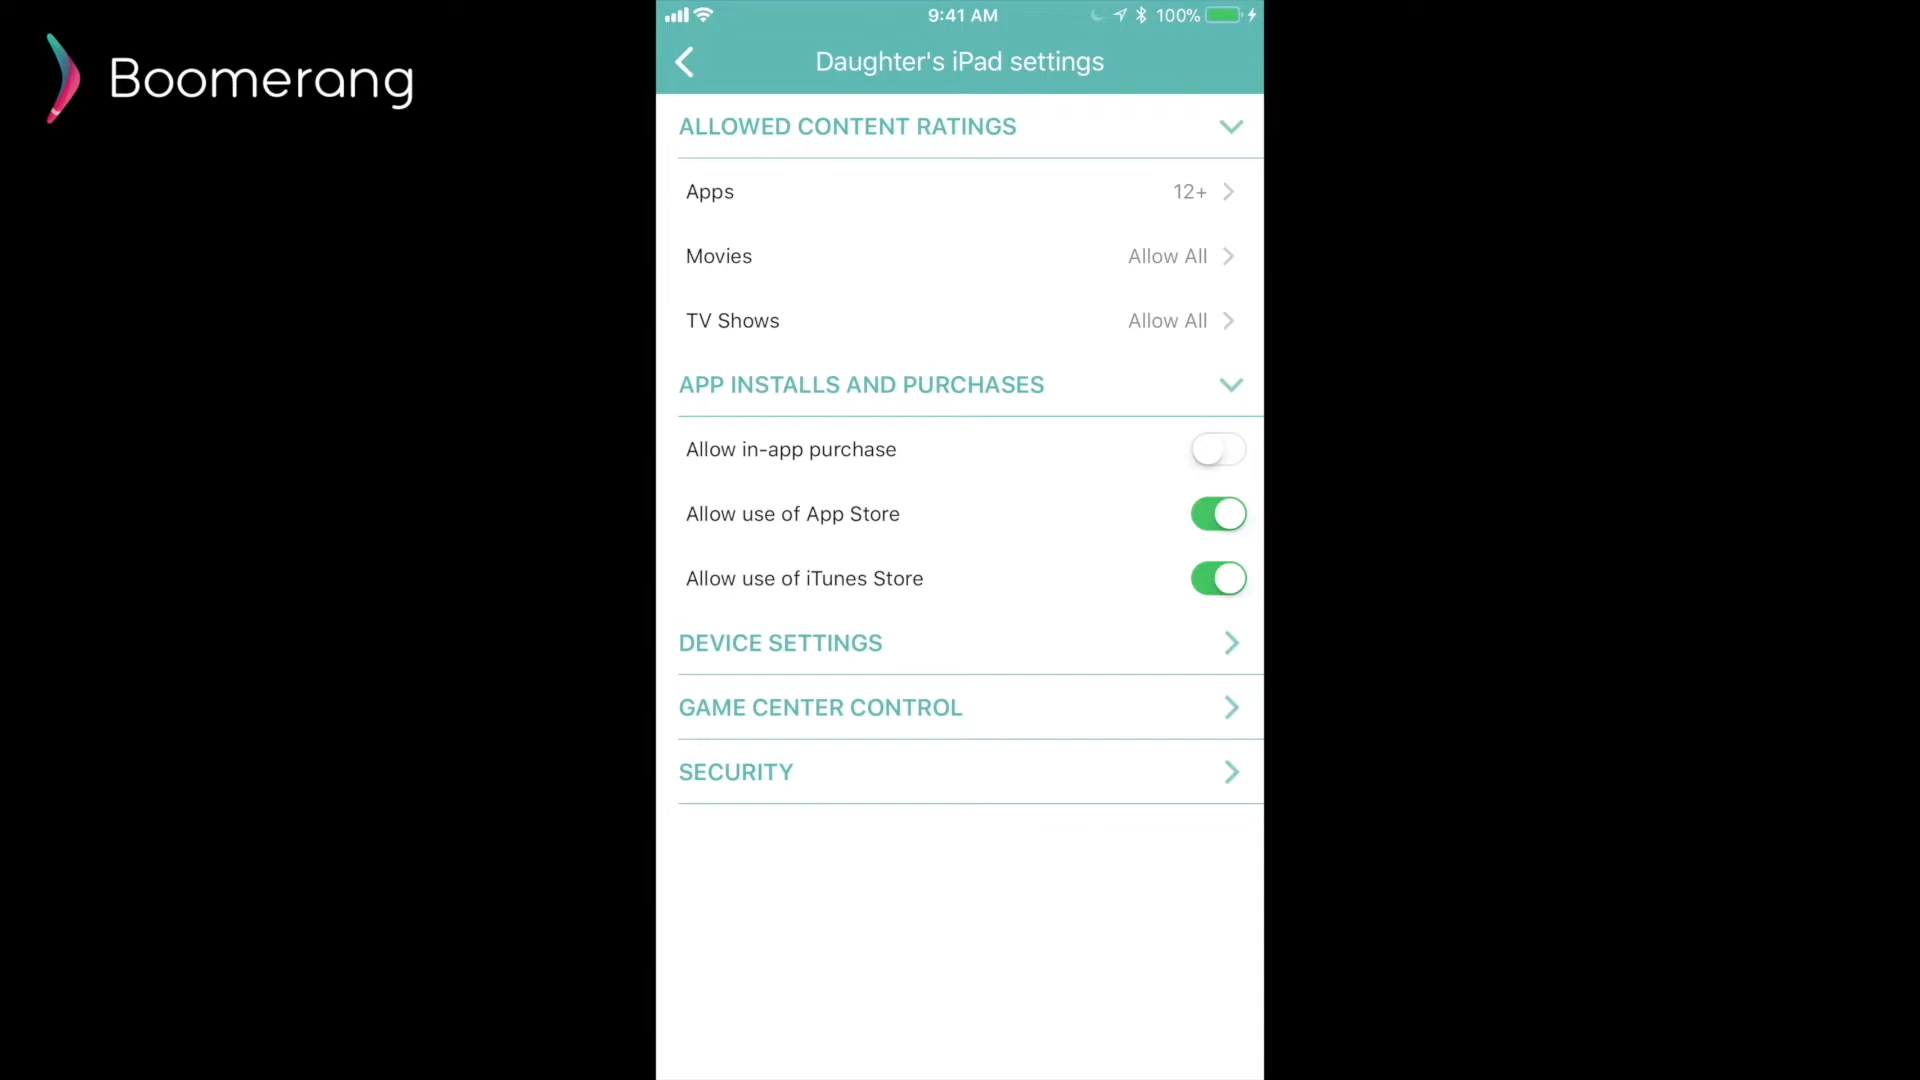 Boomerang
9:41 AM
100%
Daughter's iPad settings
ALLOWED CONTENT RATINGS
Apps 12+
Movies Allow All
TV Shows Allow All
APP INSTALLS AND PURCHASES
Allow in-app purchase
Allow use of App Store
Allow use of iTunes Store
DEVICE SETTINGS
GAME CENTER CONTROL
SECURITY